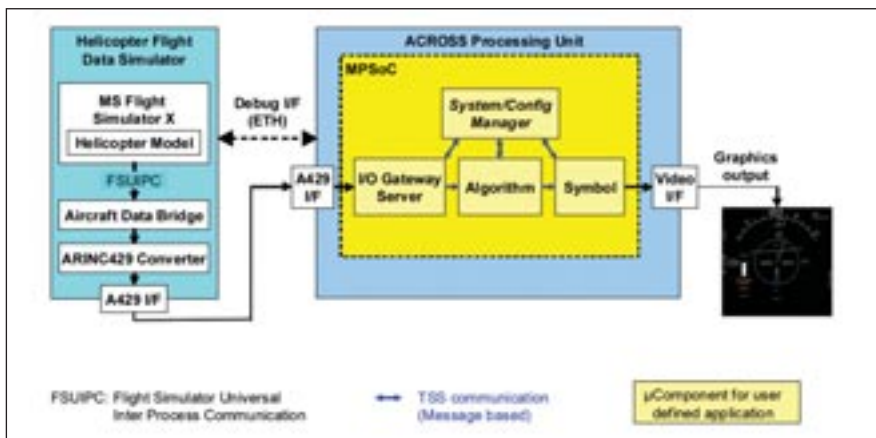 Helicopter Flight
Data Simulator
MS Flight
Simulator X
Helicopter Model
FSUIPC
Aircraft Data Bridge
ARINC429 Converter
A429 I/F
Debug I/F
(ETH)
ACROSS Processing Unit
MPSoC
System/Config
Manager
A429
I/F
I/O Gateway
Server
Algorithm
Symbol
Video
I/F
Graphics
output
FSUIPC: Flight Simulator Universal
Inter Process Communication
TSS communication
(Message based)
µComponent for user
defined application